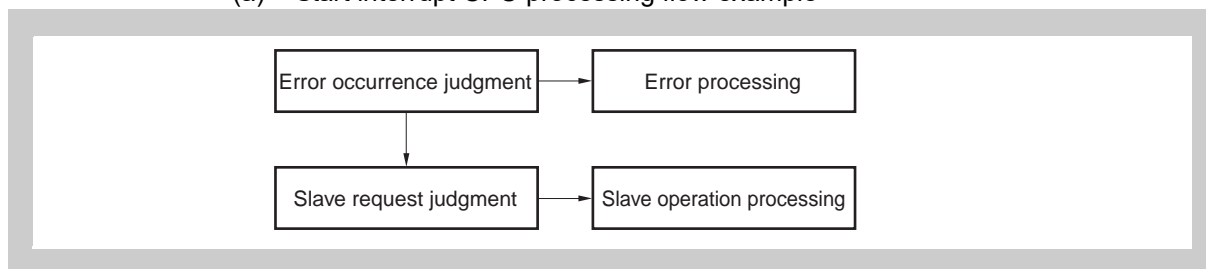 Error occurrence judgment
Error processing
Slave request judgment
Slave operation processing